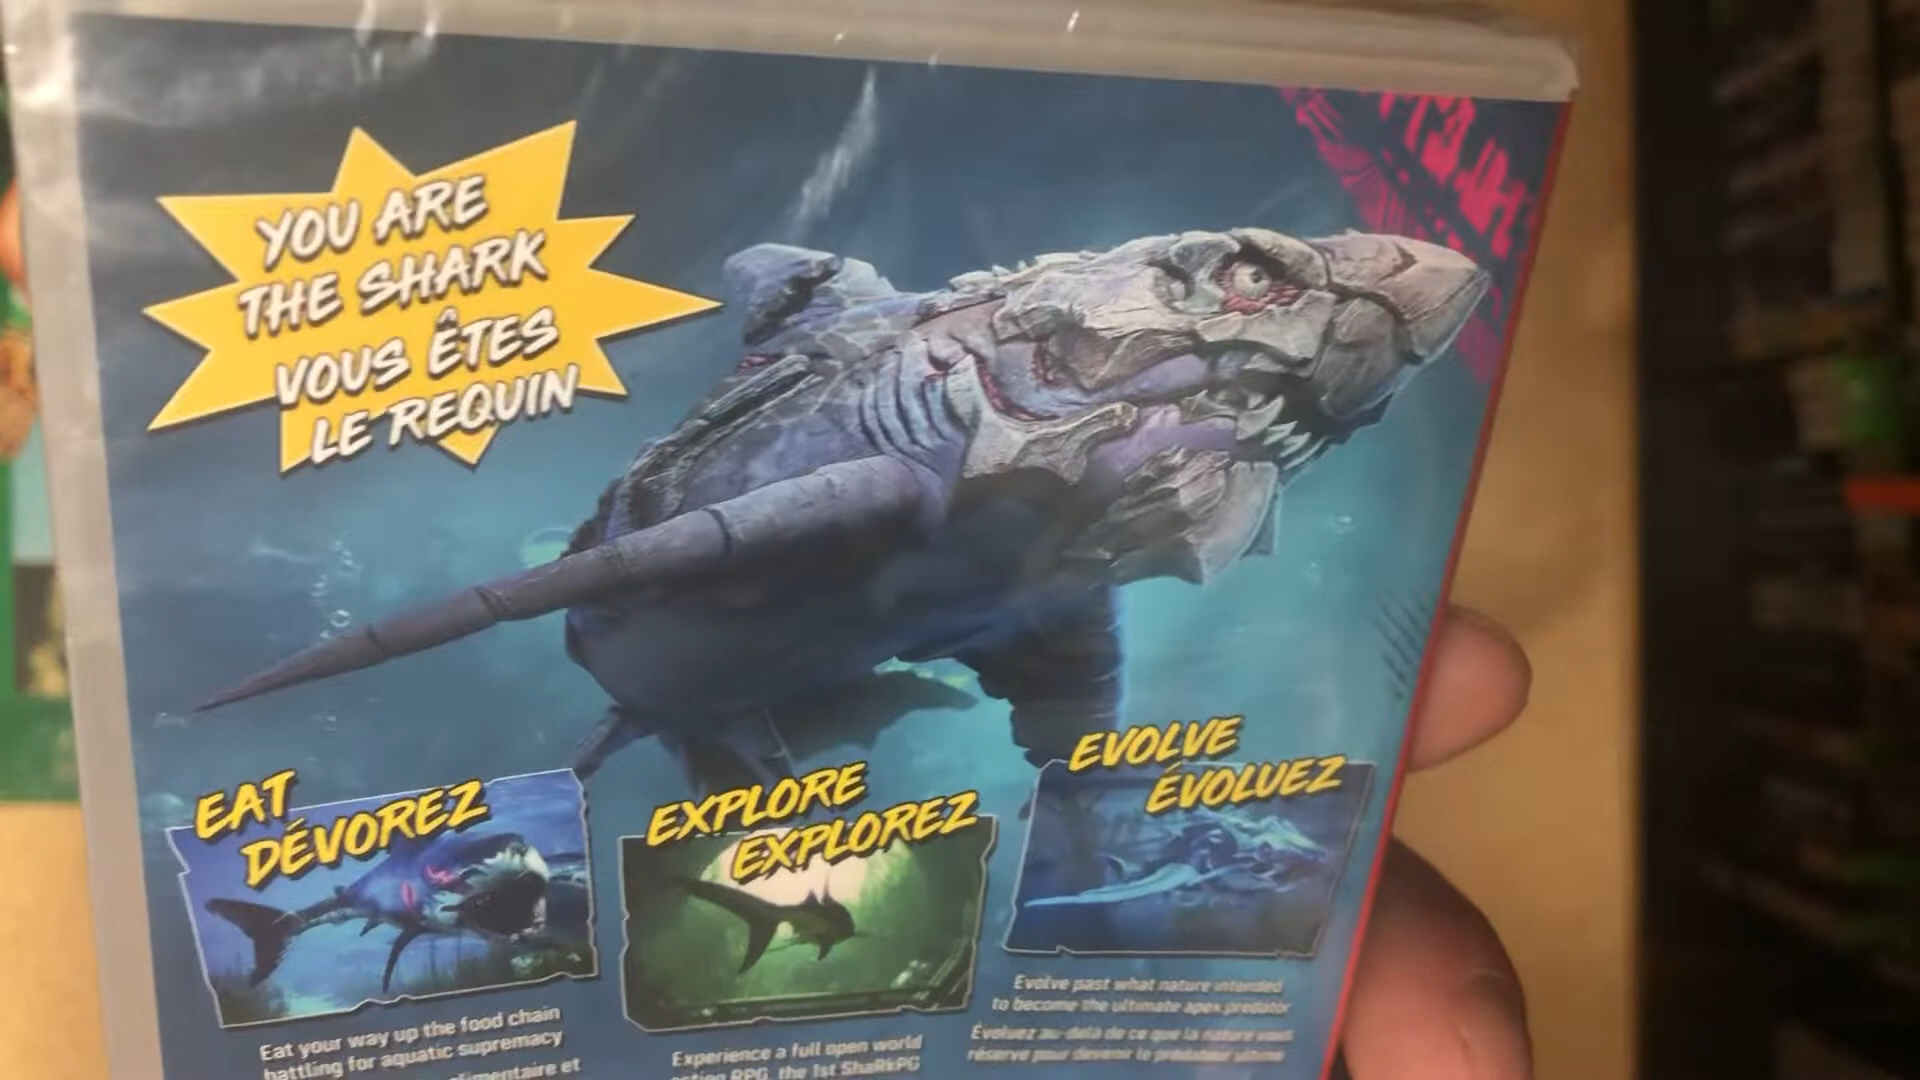 YOU ARE
THE SHARK
VOUS ÊTES
LE REQUIN
EAT
DÉVOREZ
EXPLORE
EXPLOREZ
EVOLVE
ÉVOLUEZ
Eat your way up the food chain
battling for aquatic supremacy
alimentaire et
Experience a full open world
RPG, the 1st ShaRkPG
Evolve past what nature intended
to become the ultimate apex predator
Évoluez au-delà de ce que la nature vous
réserve pour devenir le prédateur ultime